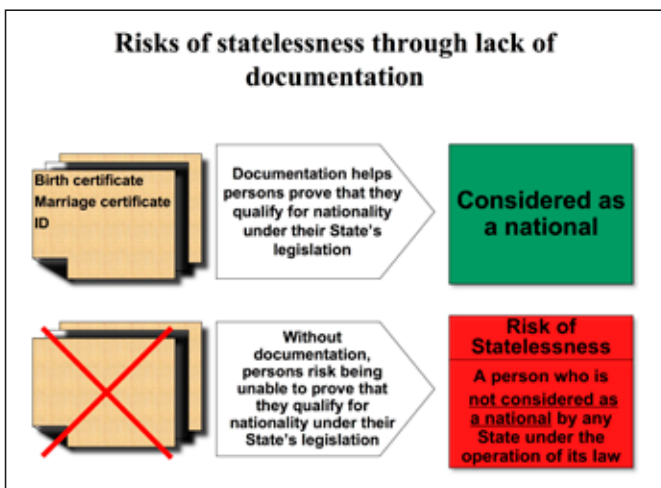 Risks of statelessness through lack of
documentation
Birth certificate
Marriage certificate
ID
Documentation helps
persons prove that they
qualify for nationality
under their State's
legislation
Considered as
a national
Without
documentation,
persons risk being
unable to prove that
they qualify for
nationality under their
State's legislation
Risk of
Statelessness
A person who is
not considered as
a national by any
State under the
operation of its law